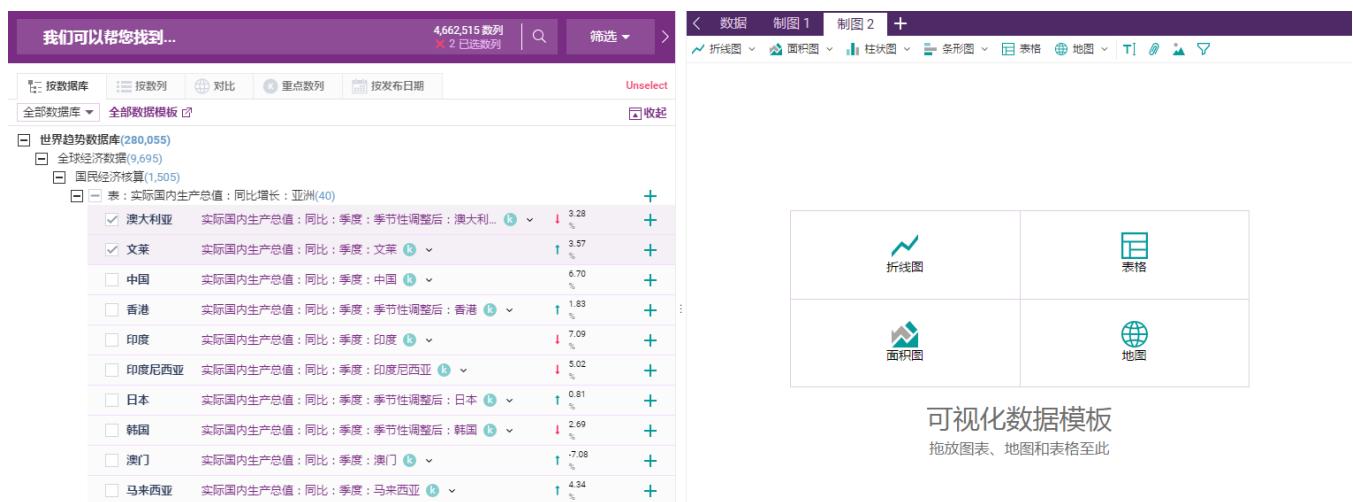 我们可以帮您找到...
4,662,515 数列
2 已选数列
筛选
按数据库
按数列
对比
重点数列
按发布日期
Unselect
全部数据库
全部数据模板
收起
世界趋势数据库(280,055)
全球经济数据(9,695)
国民经济核算(1,505)
表：实际国内生产总值：同比增长：亚洲(40)
澳大利亚 实际国内生产总值：同比：季度：季节性调整后：澳大利... k 3.28 %
文莱 实际国内生产总值：同比：季度：文莱 k 3.57 %
中国 实际国内生产总值：同比：季度：中国 k 6.70 %
香港 实际国内生产总值：同比：季度：季节性调整后：香港 k 1.83 %
印度 实际国内生产总值：同比：季度：印度 k 7.09 %
印度尼西亚 实际国内生产总值：同比：季度：印度尼西亚 k 5.02 %
日本 实际国内生产总值：同比：季度：季节性调整后：日本 k 0.81 %
韩国 实际国内生产总值：同比：季度：季节性调整后：韩国 k 2.69 %
澳门 实际国内生产总值：同比：季度：澳门 k -7.08 %
马来西亚 实际国内生产总值：同比：季度：马来西亚 k 4.34 %
数据 制图 1 制图 2
折线图 面积图 柱状图 条形图 表格 地图 T
折线图 表格
面积图 地图
可视化数据模板
拖放图表、地图和表格至此